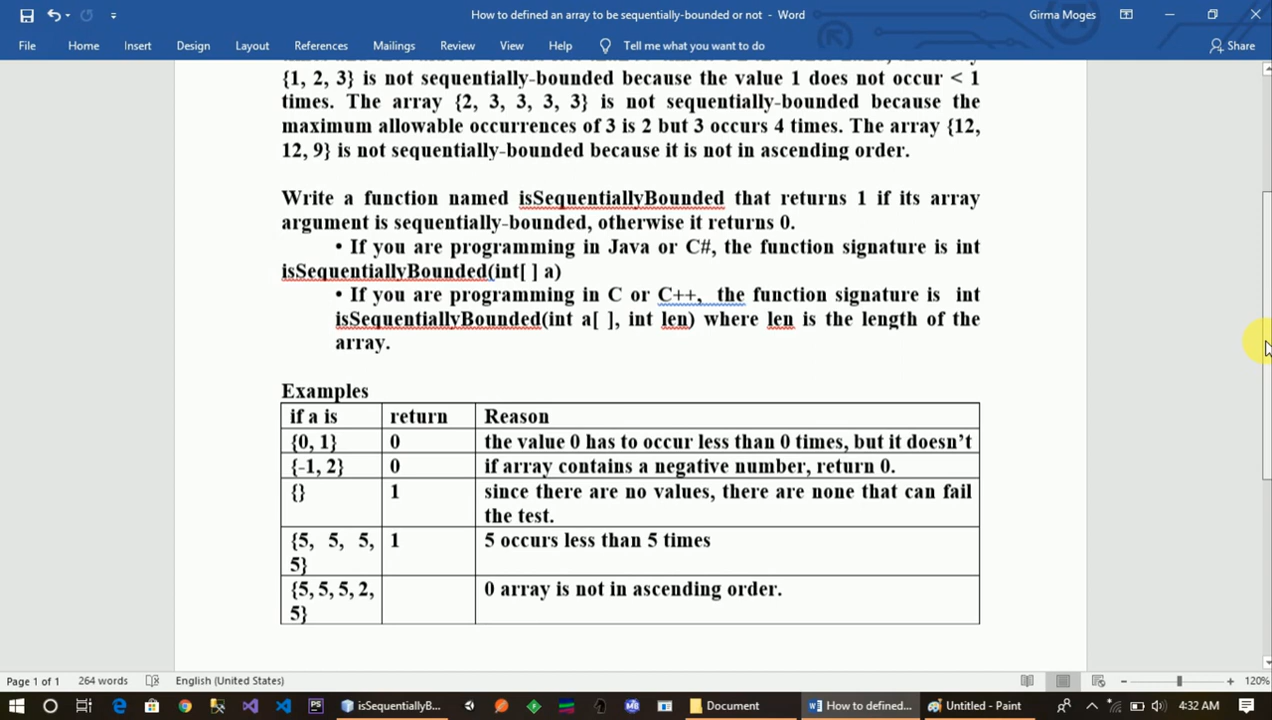 How to defined an array to be sequentially-bounded or not - Word
Girma Moges
File Home Insert Design Layout References Mailings Review View Help Tell me what you want to do Share
{1, 2, 3} is not sequentially-bounded because the value 1 does not occur < 1
times. The array {2, 3, 3, 3, 3} is not sequentially-bounded because the
maximum allowable occurrences of 3 is 2 but 3 occurs 4 times. The array {12,
12, 9} is not sequentially-bounded because it is not in ascending order.
Write a function named isSequentiallyBounded that returns 1 if its array
argument is sequentially-bounded, otherwise it returns 0.
• If you are programming in Java or C#, the function signature is int
isSequentiallyBounded(int[ ] a)
• If you are programming in C or C++, the function signature is int
isSequentiallyBounded(int a[ ], int len) where len is the length of the
array.
Examples
if a is return Reason
{0, 1} 0 the value 0 has to occur less than 0 times, but it doesn't
{-1, 2} 0 if array contains a negative number, return 0.
{} 1 since there are no values, there are none that can fail
the test.
{5, 5, 5, 1 5 occurs less than 5 times
5}
{5, 5, 5, 2, 0 array is not in ascending order.
5}
Page 1 of 1 264 words English (United States) 120%
isSequentiallyB... Document How to defined... Untitled - Paint 4:32 AM